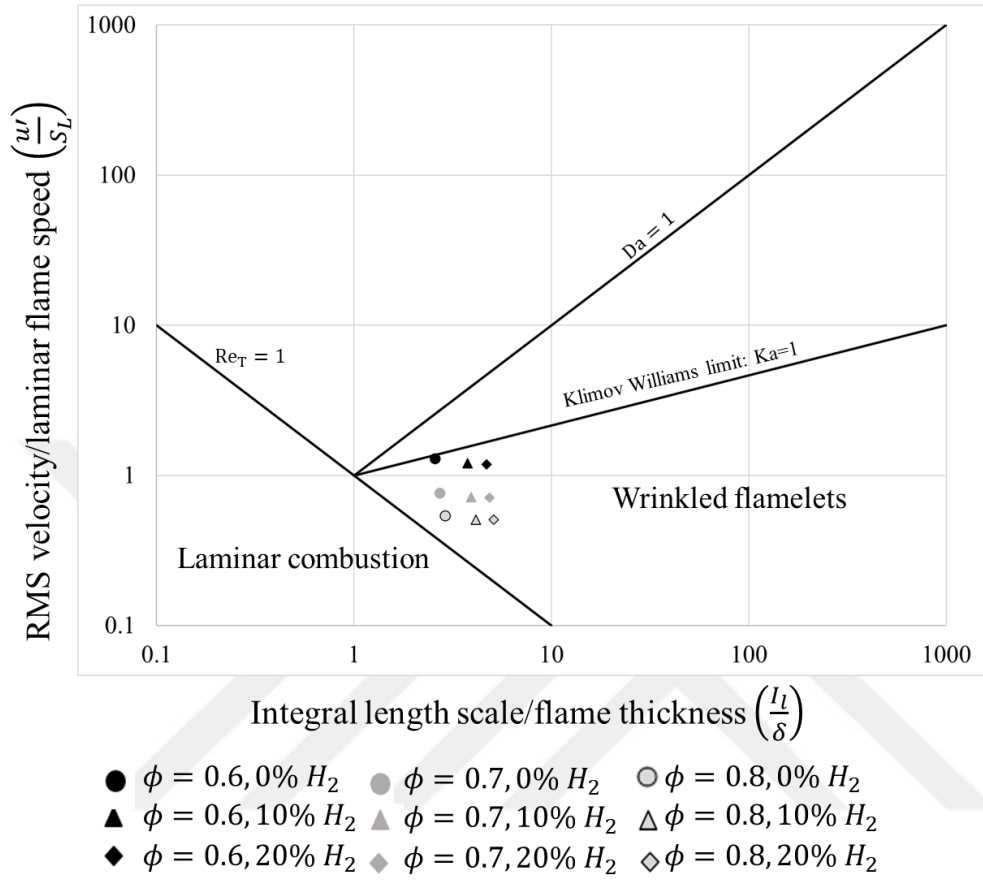 1000
100
10
1
0.1
RMS velocity/laminar flame speed (u′/S_L)
Da = 1
Re_T = 1
Klimov Williams limit: Ka=1
Wrinkled flamelets
Laminar combustion
0.1 1 10 100 1000
Integral length scale/flame thickness (I_l/δ)
ϕ = 0.6, 0% H₂ ϕ = 0.7, 0% H₂ ϕ = 0.8, 0% H₂
ϕ = 0.6, 10% H₂ ϕ = 0.7, 10% H₂ ϕ = 0.8, 10% H₂
ϕ = 0.6, 20% H₂ ϕ = 0.7, 20% H₂ ϕ = 0.8, 20% H₂